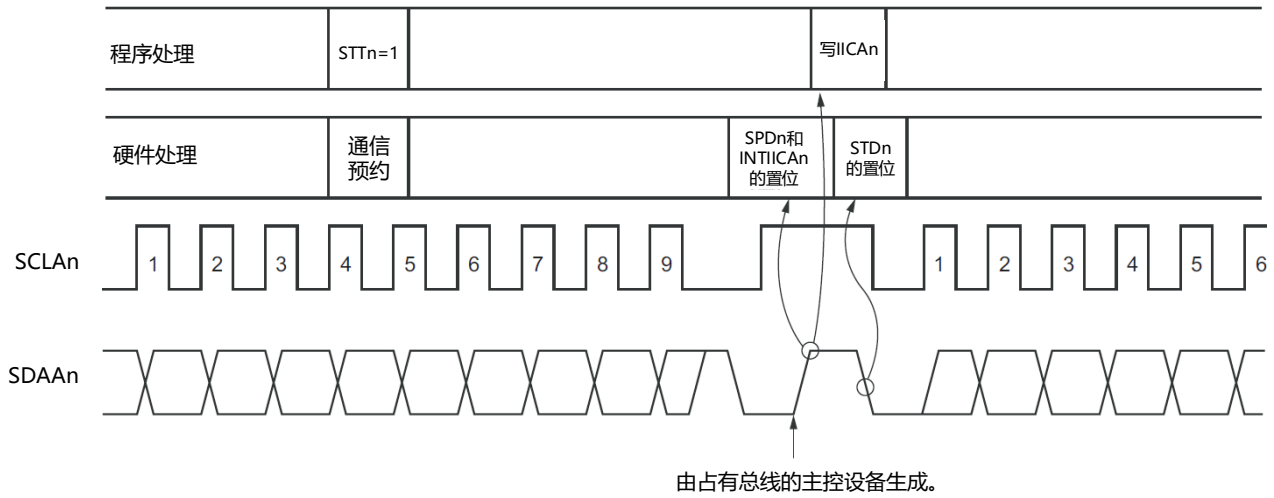 程序处理
STTn=1
写IICAn
硬件处理
通信
预约
SPDn和
INTIICAn
的置位
STDn
的置位
SCLAn
1 2 3 4 5 6 7 8 9 1 2 3 4 5 6
SDAAn
由占有总线的主控设备生成。